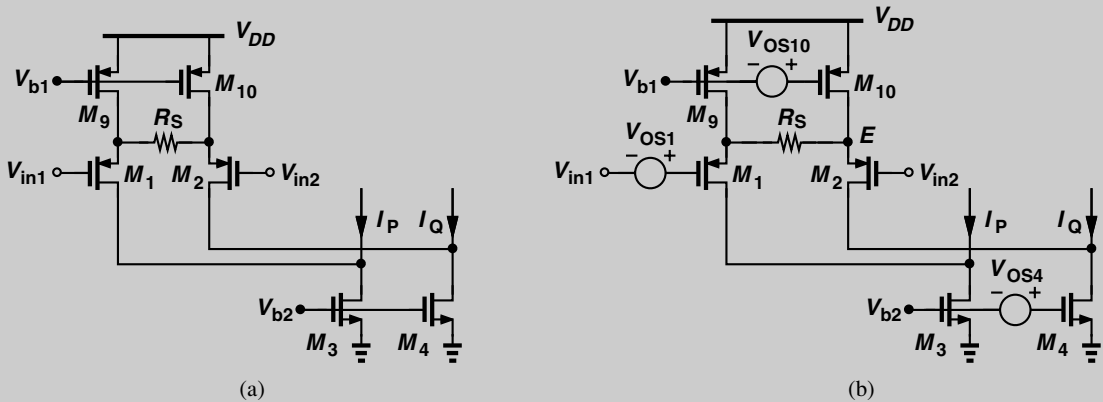 V_DD
V_b1
M_9
M_10
R_S
V_in1
M_1
M_2
V_in2
I_P
I_Q
V_b2
M_3
M_4
(a)
V_DD
V_OS10
− +
V_b1
M_9
M_10
V_OS1
− +
R_S
E
V_in1
M_1
M_2
V_in2
I_P
I_Q
V_OS4
− +
V_b2
M_3
M_4
(b)